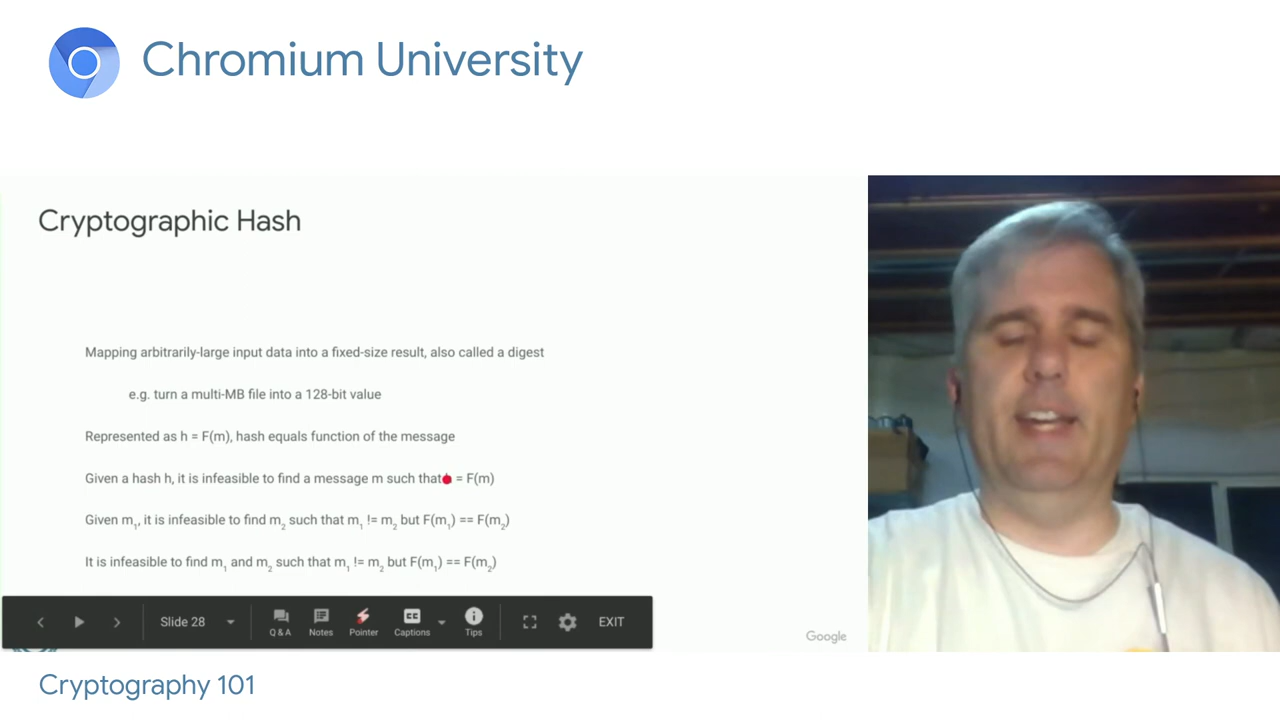 Chromium University
Cryptographic Hash
Mapping arbitrarily-large input data into a fixed-size result, also called a digest
e.g. turn a multi-MB file into a 128-bit value
Represented as h = F(m), hash equals function of the message
Given a hash h, it is infeasible to find a message m such that = F(m)
Given m₁, it is infeasible to find m₂ such that m₁ != m₂ but F(m₁) == F(m₂)
It is infeasible to find m₁ and m₂ such that m₁ != m₂ but F(m₁) == F(m₂)
Slide 28
Q & A
Notes
Pointer
CC
Captions
Tips
EXIT
Google
Cryptography 101